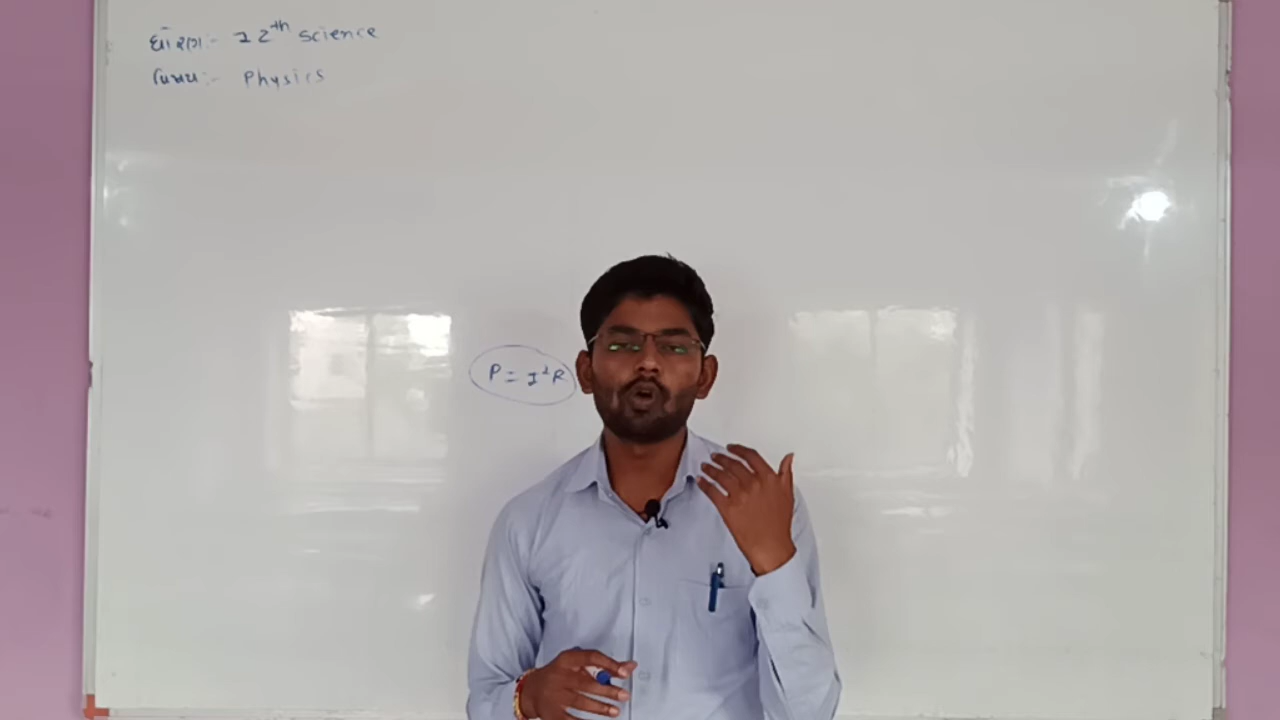 ધોરણ:- 12th science
વિષય:- Physics
P = I²R